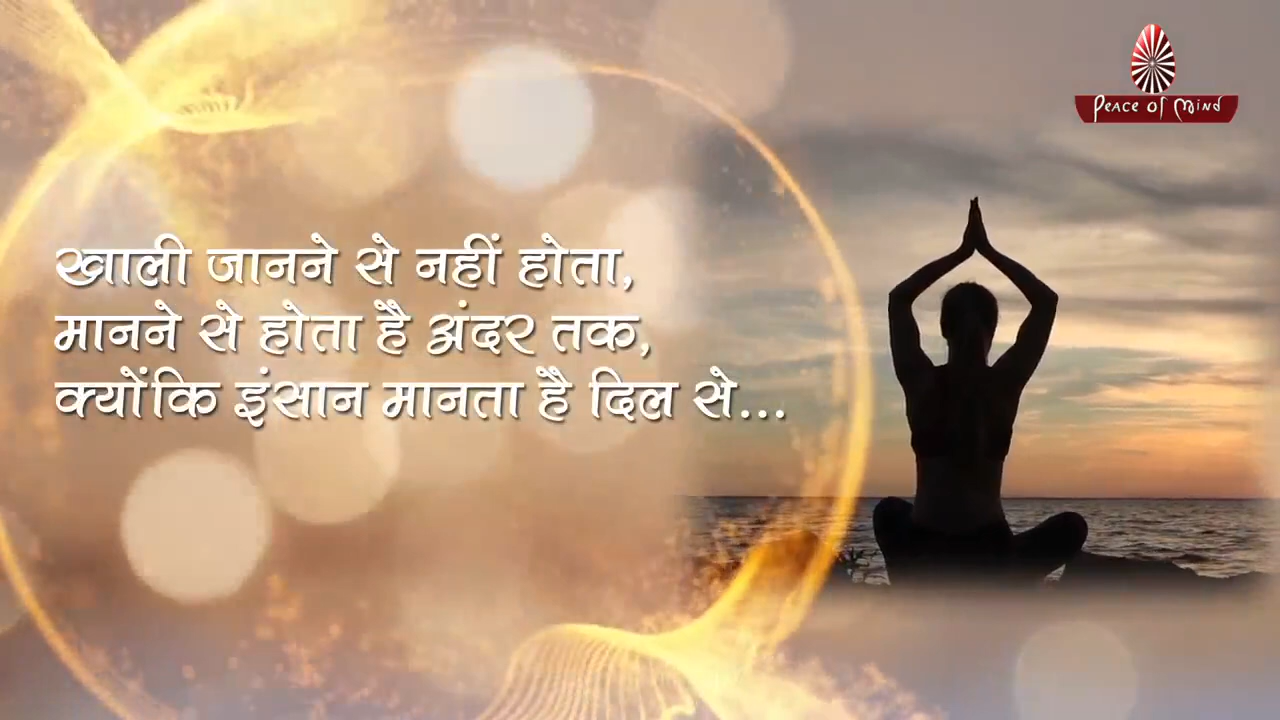 Peace of Mind
खाली जानने से नहीं होता,
मानने से होता है अंदर तक,
क्योंकि इंसान मानता है दिल से...